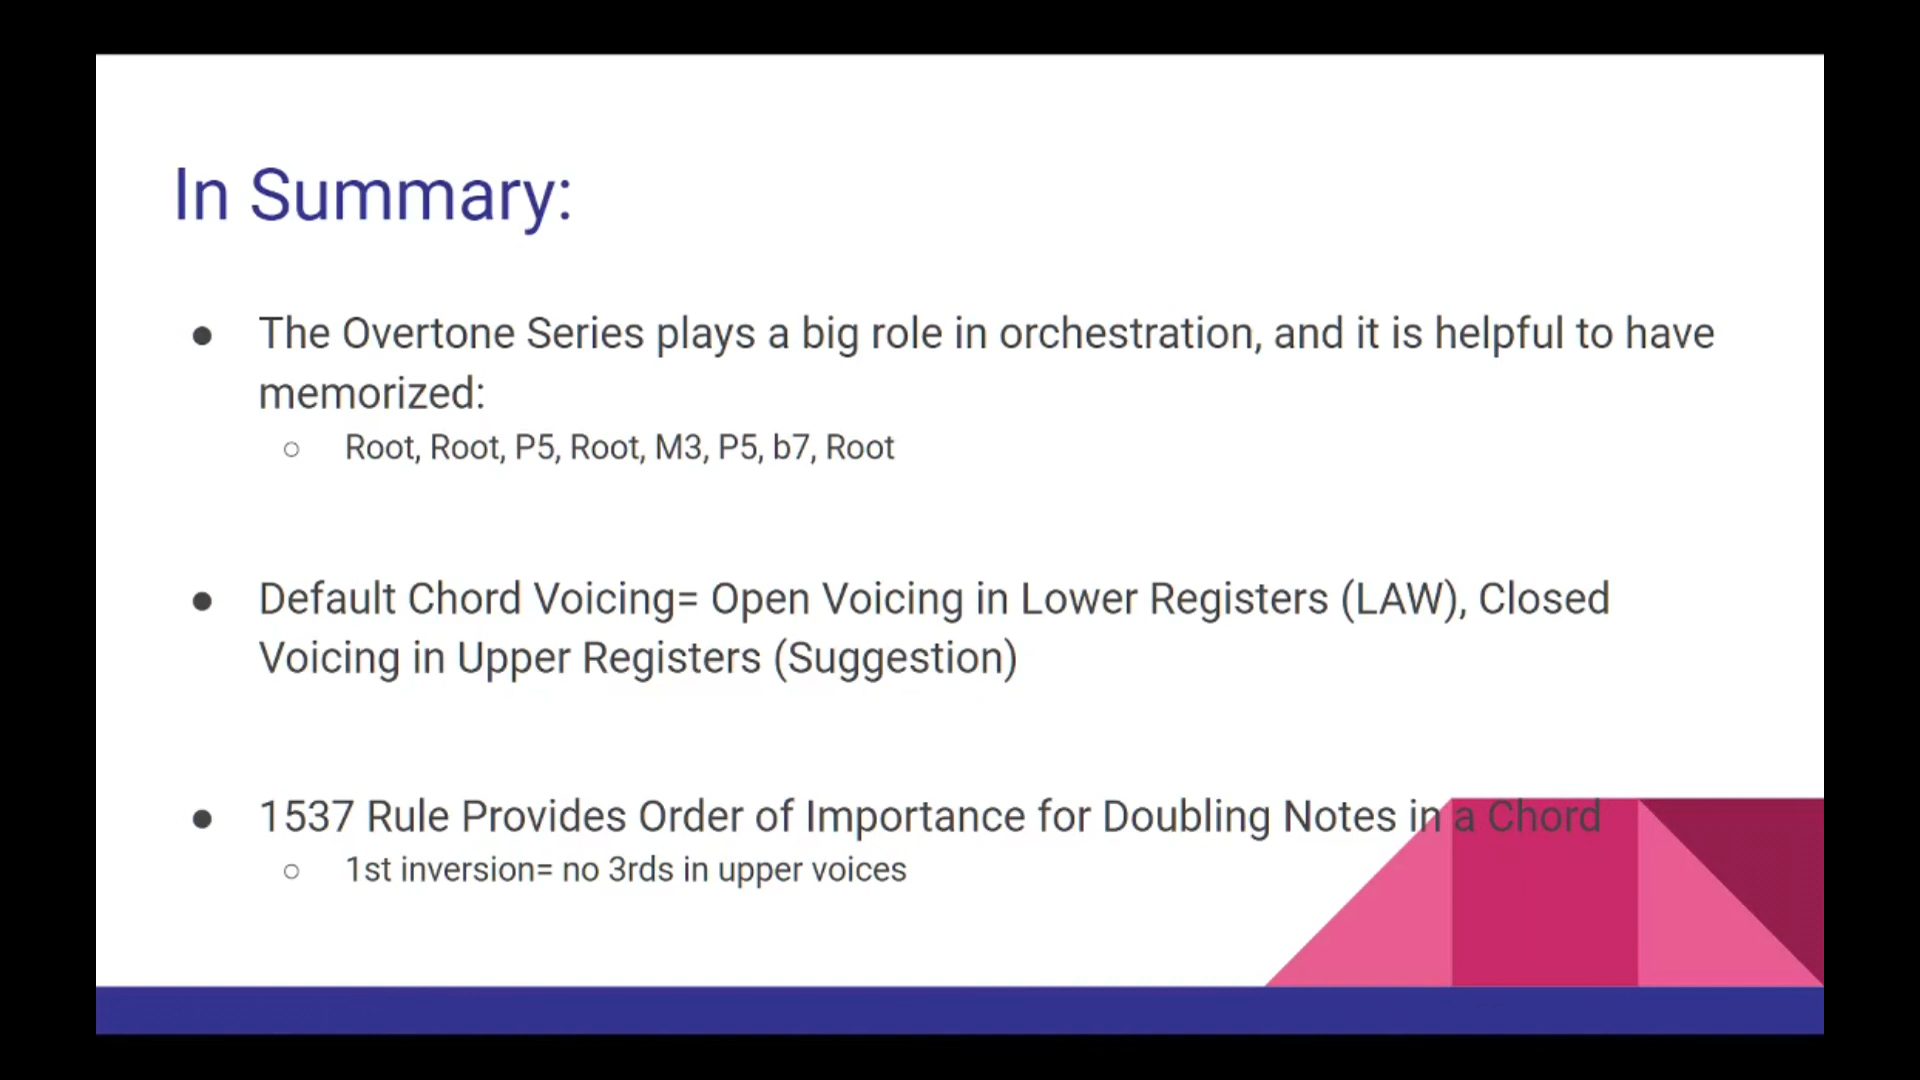 In Summary:
● The Overtone Series plays a big role in orchestration, and it is helpful to have
memorized:
○ Root, Root, P5, Root, M3, P5, b7, Root
● Default Chord Voicing= Open Voicing in Lower Registers (LAW), Closed
Voicing in Upper Registers (Suggestion)
● 1537 Rule Provides Order of Importance for Doubling Notes in a Chord
○ 1st inversion= no 3rds in upper voices